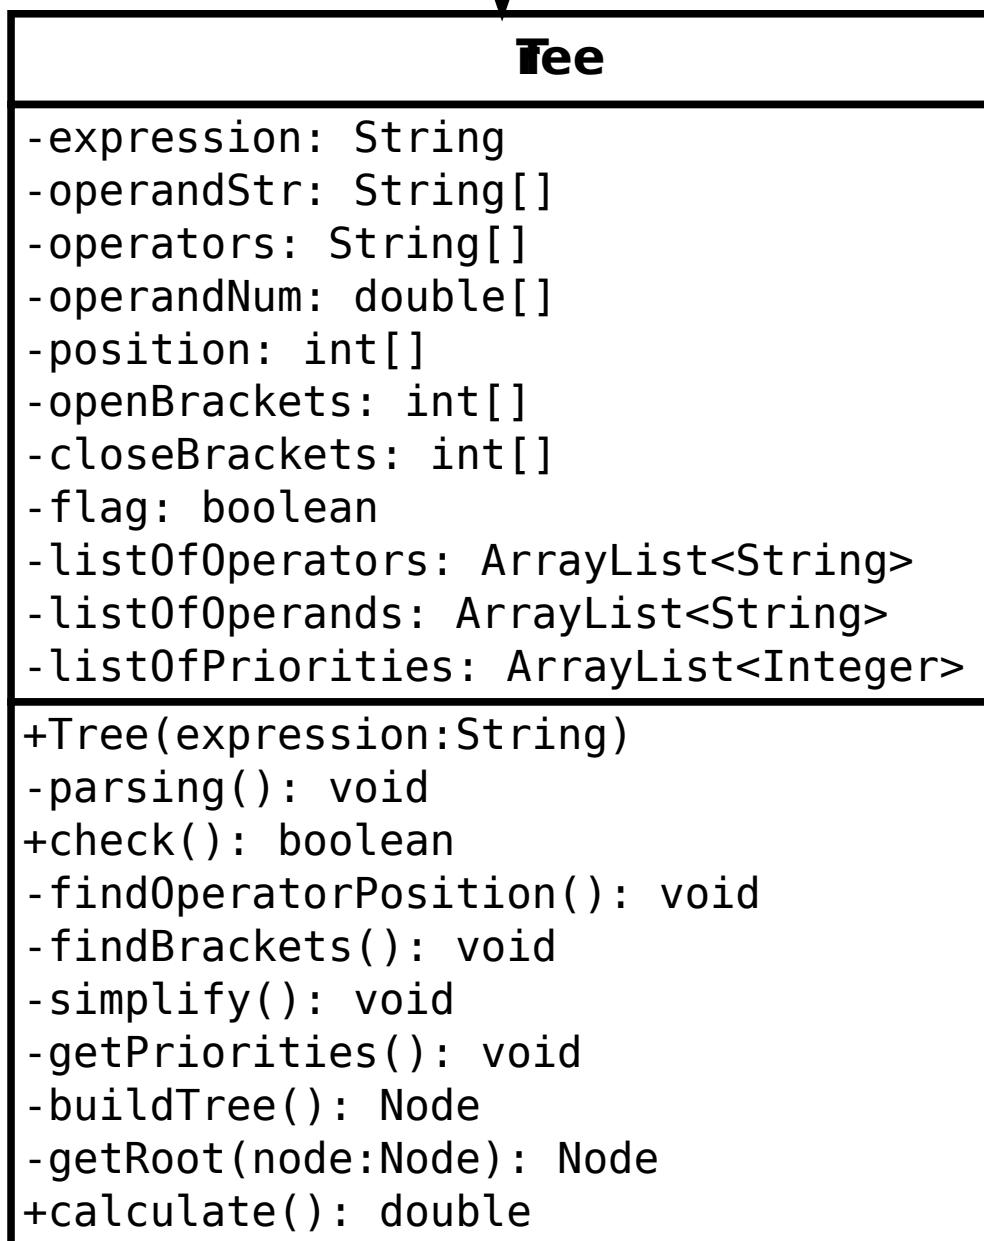 Tree
-expression: String
-operandStr: String[]
-operators: String[]
-operandNum: double[]
-position: int[]
-openBrackets: int[]
-closeBrackets: int[]
-flag: boolean
-listOfOperators: ArrayList<String>
-listOfOperands: ArrayList<String>
-listOfPriorities: ArrayList<Integer>
+Tree(expression:String)
-parsing(): void
+check(): boolean
-findOperatorPosition(): void
-findBrackets(): void
-simplify(): void
-getPriorities(): void
-buildTree(): Node
-getRoot(node:Node): Node
+calculate(): double